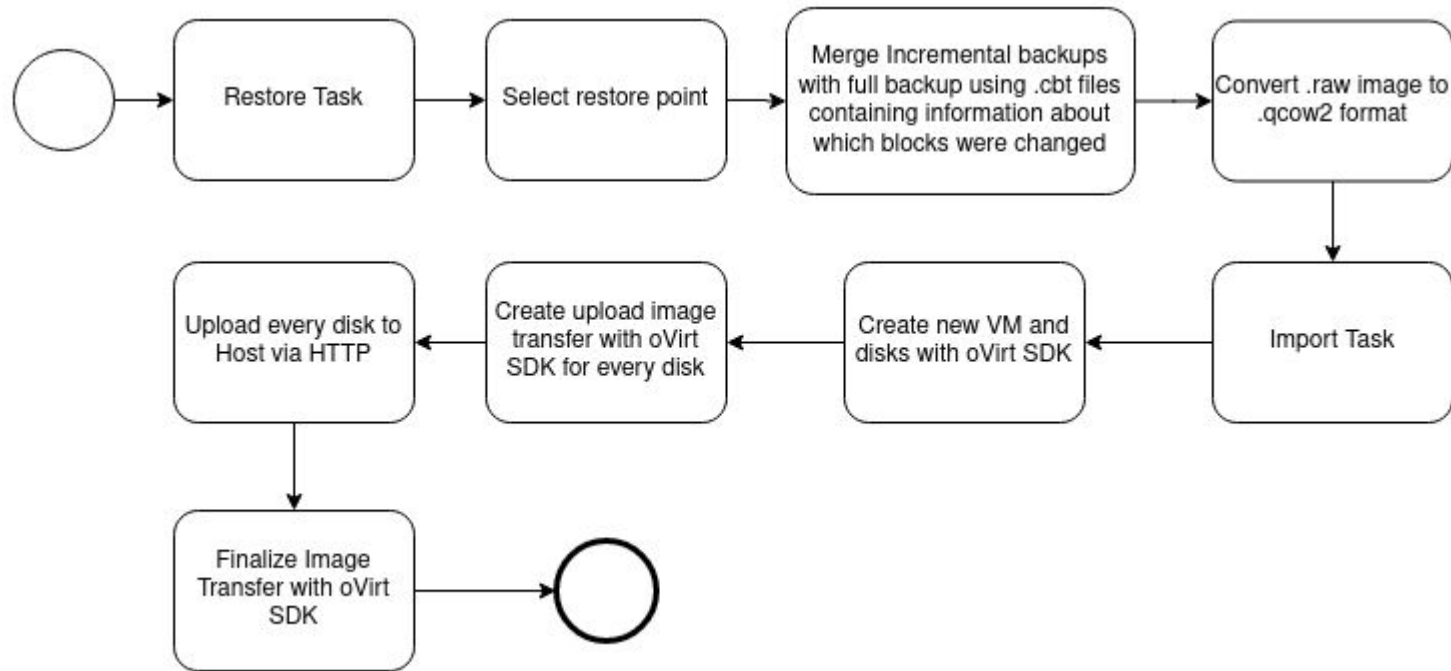 Restore Task
Select restore point
Merge Incremental backups
with full backup using .cbt files
containing information about
which blocks were changed
Convert .raw image to
.qcow2 format
Import Task
Create new VM and
disks with oVirt SDK
Create upload image
transfer with oVirt
SDK for every disk
Upload every disk to
Host via HTTP
Finalize Image
Transfer with oVirt
SDK